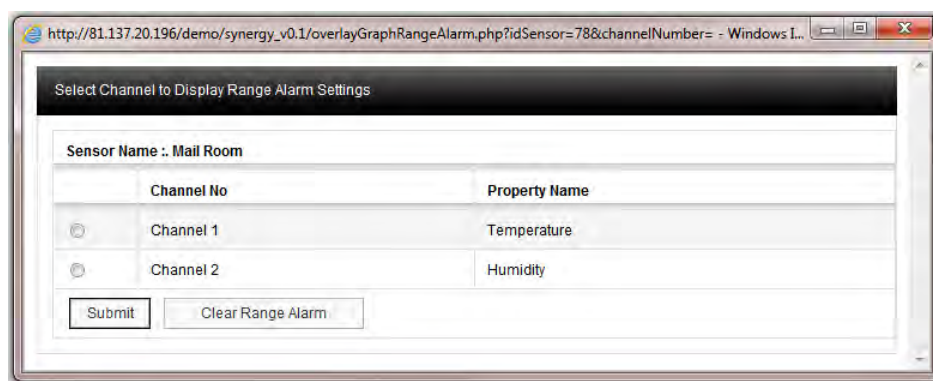 http://81.137.20.196/demo/synergy_v0.1/overlayGraphRangeAlarm.php?idSensor=78&channelNumber= - Windows I...
Select Channel to Display Range Alarm Settings
Sensor Name :. Mail Room
Channel No Property Name
Channel 1 Temperature
Channel 2 Humidity
Submit Clear Range Alarm